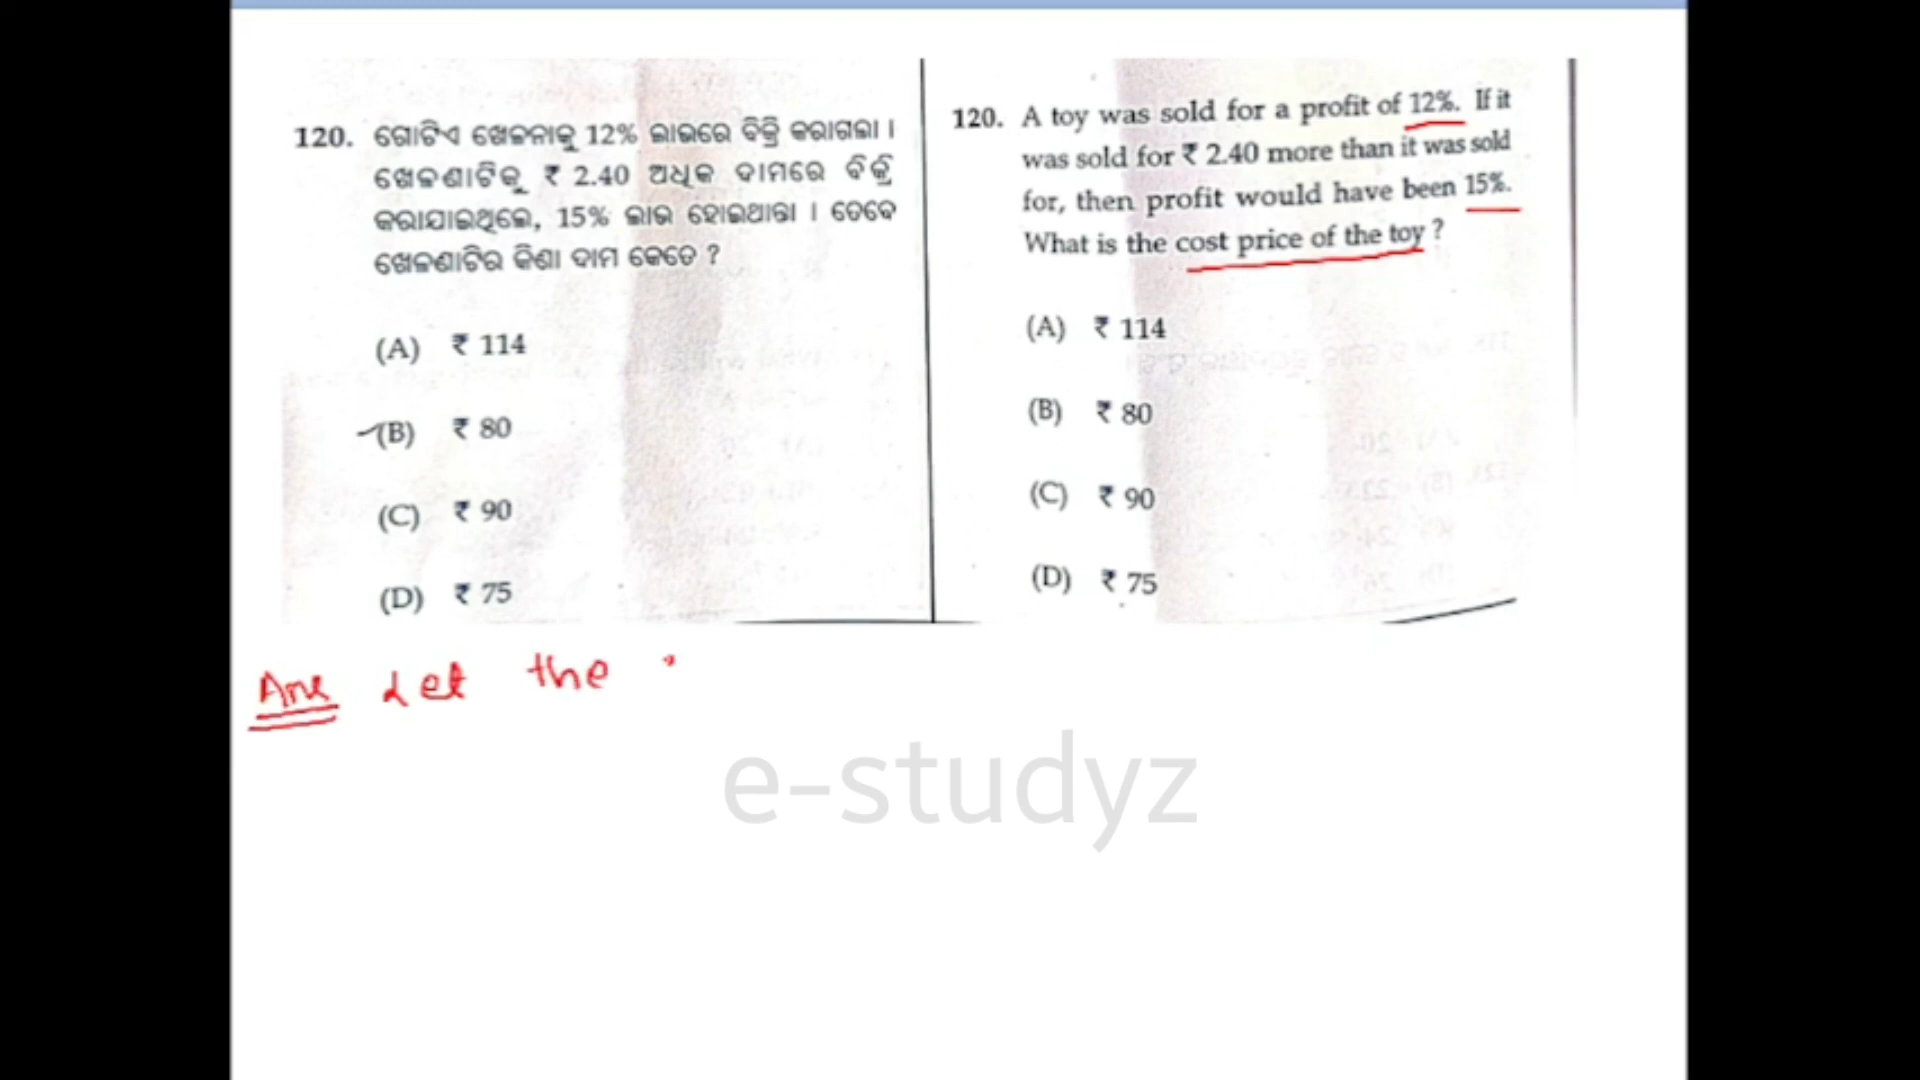 120. ଗୋଟିଏ ଖେଳନାକୁ 12% ଲାଭରେ ବିକ୍ରି କରାଗଲା ।
ଖେଳଣାଟିକୁ ₹ 2.40 ଅଧିକ ଦାମରେ ବିକ୍ରି
କରାଯାଇଥିଲେ, 15% ଲାଭ ହୋଇଥାନ୍ତା । ତେବେ
ଖେଳଣାଟିର କିଣା ଦାମ କେତେ ?
(A) ₹ 114
(B) ₹ 80
(C) ₹ 90
(D) ₹ 75
120. A toy was sold for a profit of 12%. If it
was sold for ₹ 2.40 more than it was sold
for, then profit would have been 15%.
What is the cost price of the toy ?
(A) ₹ 114
(B) ₹ 80
(C) ₹ 90
(D) ₹ 75
Ans Let the
e-studyz